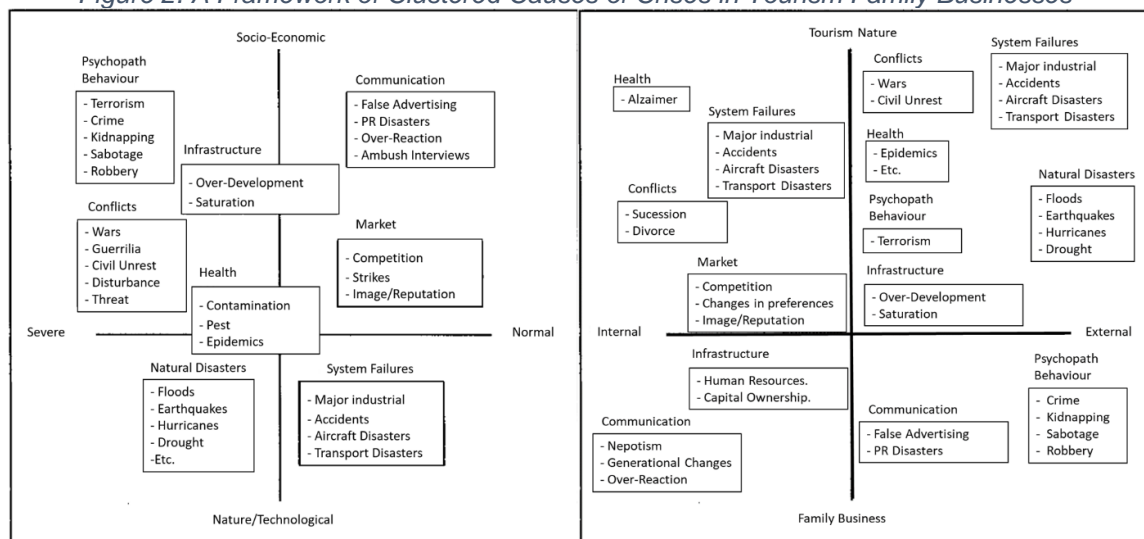 Figure 2: A Framework of Clustered Causes of Crises in Tourism Family Businesses
Socio-Economic
Psychopath
Behaviour
- Terrorism
- Crime
- Kidnapping
- Sabotage
- Robbery
Communication
- False Advertising
- PR Disasters
- Over-Reaction
- Ambush Interviews
Infrastructure
- Over-Development
- Saturation
Conflicts
- Wars
- Guerrilia
- Civil Unrest
- Disturbance
- Threat
Market
- Competition
- Strikes
- Image/Reputation
Health
- Contamination
- Pest
- Epidemics
Severe
Normal
Natural Disasters
- Floods
- Earthquakes
- Hurricanes
- Drought
-Etc.
System Failures
- Major industrial
- Accidents
- Aircraft Disasters
- Transport Disasters
Nature/Technological
Tourism Nature
Health
- Alzaimer
System Failures
- Major industrial
- Accidents
- Aircraft Disasters
- Transport Disasters
Conflicts
- Wars
- Civil Unrest
System Failures
- Major industrial
- Accidents
- Aircraft Disasters
- Transport Disasters
Health
- Epidemics
- Etc.
Conflicts
- Sucession
- Divorce
Psychopath
Behaviour
- Terrorism
Natural Disasters
- Floods
- Earthquakes
- Hurricanes
- Drought
Market
- Competition
- Changes in preferences
- Image/Reputation
Infrastructure
- Over-Development
- Saturation
Internal
External
Infrastructure
- Human Resources.
- Capital Ownership.
Psychopath
Behaviour
- Crime
- Kidnapping
- Sabotage
- Robbery
Communication
- Nepotism
- Generational Changes
- Over-Reaction
Communication
- False Advertising
- PR Disasters
Family Business